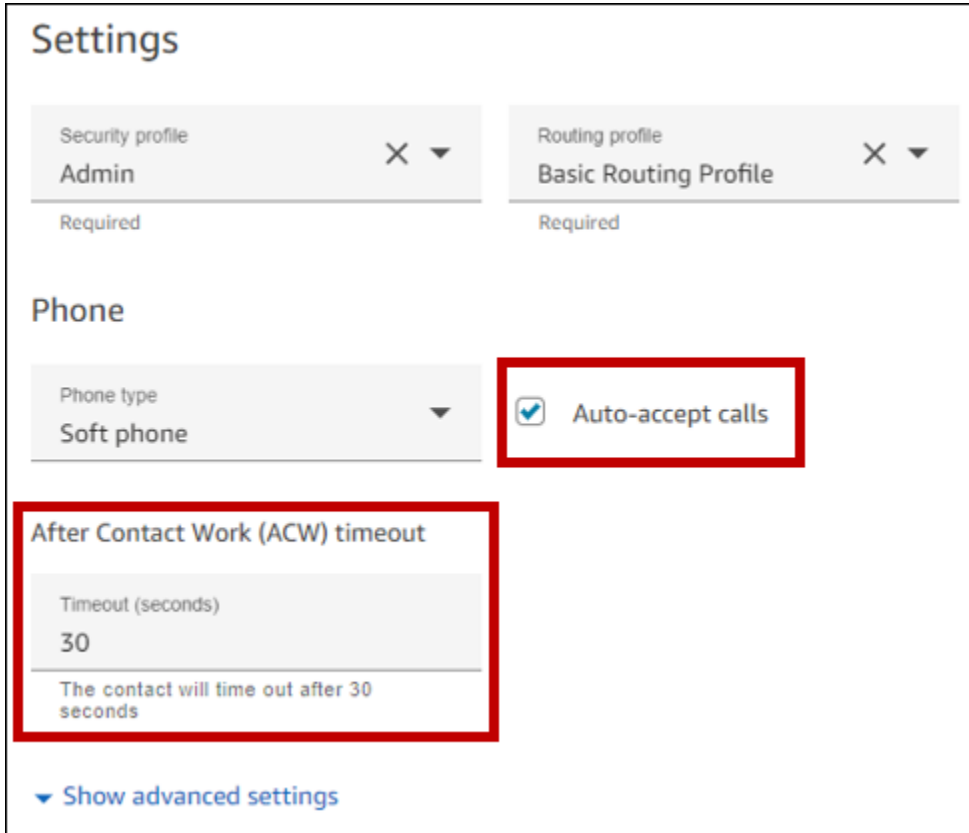 Settings
Security profile
Admin
Required
Routing profile
Basic Routing Profile
Required
Phone
Phone type
Soft phone
Auto-accept calls
After Contact Work (ACW) timeout
Timeout (seconds)
30
The contact will time out after 30
seconds
Show advanced settings